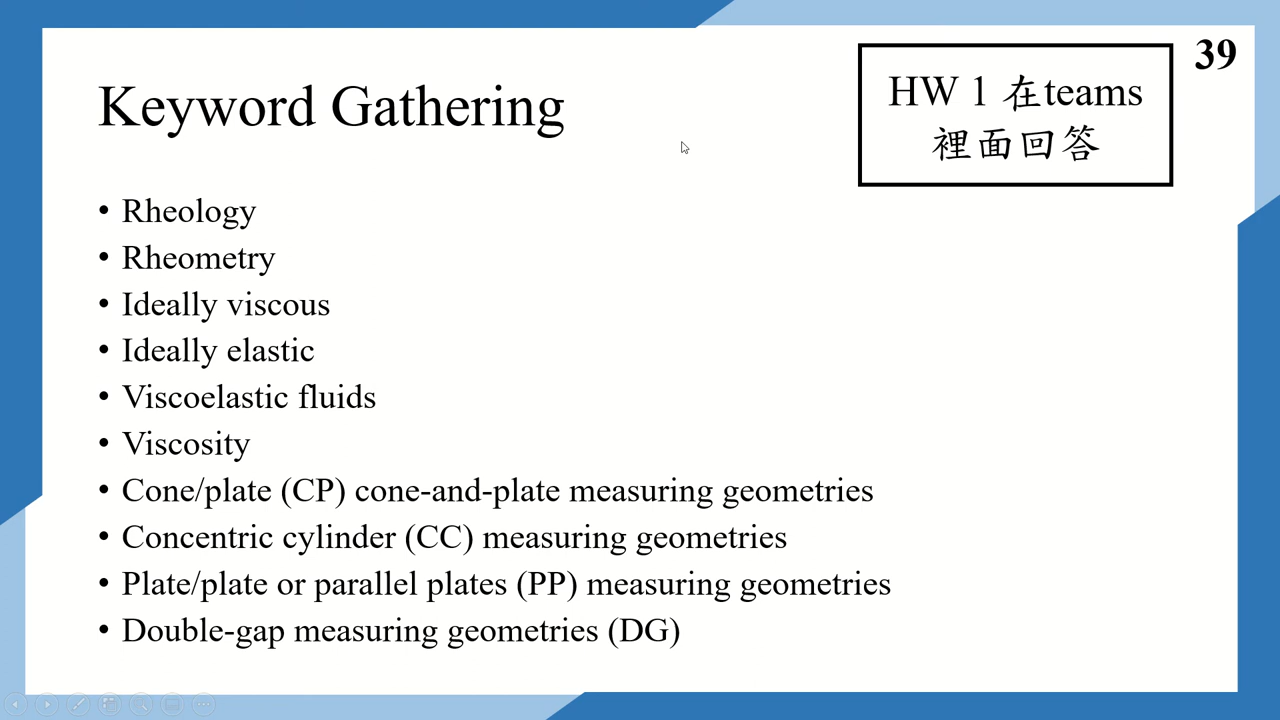 39
HW 1 在teams
裡面回答
Keyword Gathering
• Rheology
• Rheometry
• Ideally viscous
• Ideally elastic
• Viscoelastic fluids
• Viscosity
• Cone/plate (CP) cone-and-plate measuring geometries
• Concentric cylinder (CC) measuring geometries
• Plate/plate or parallel plates (PP) measuring geometries
• Double-gap measuring geometries (DG)